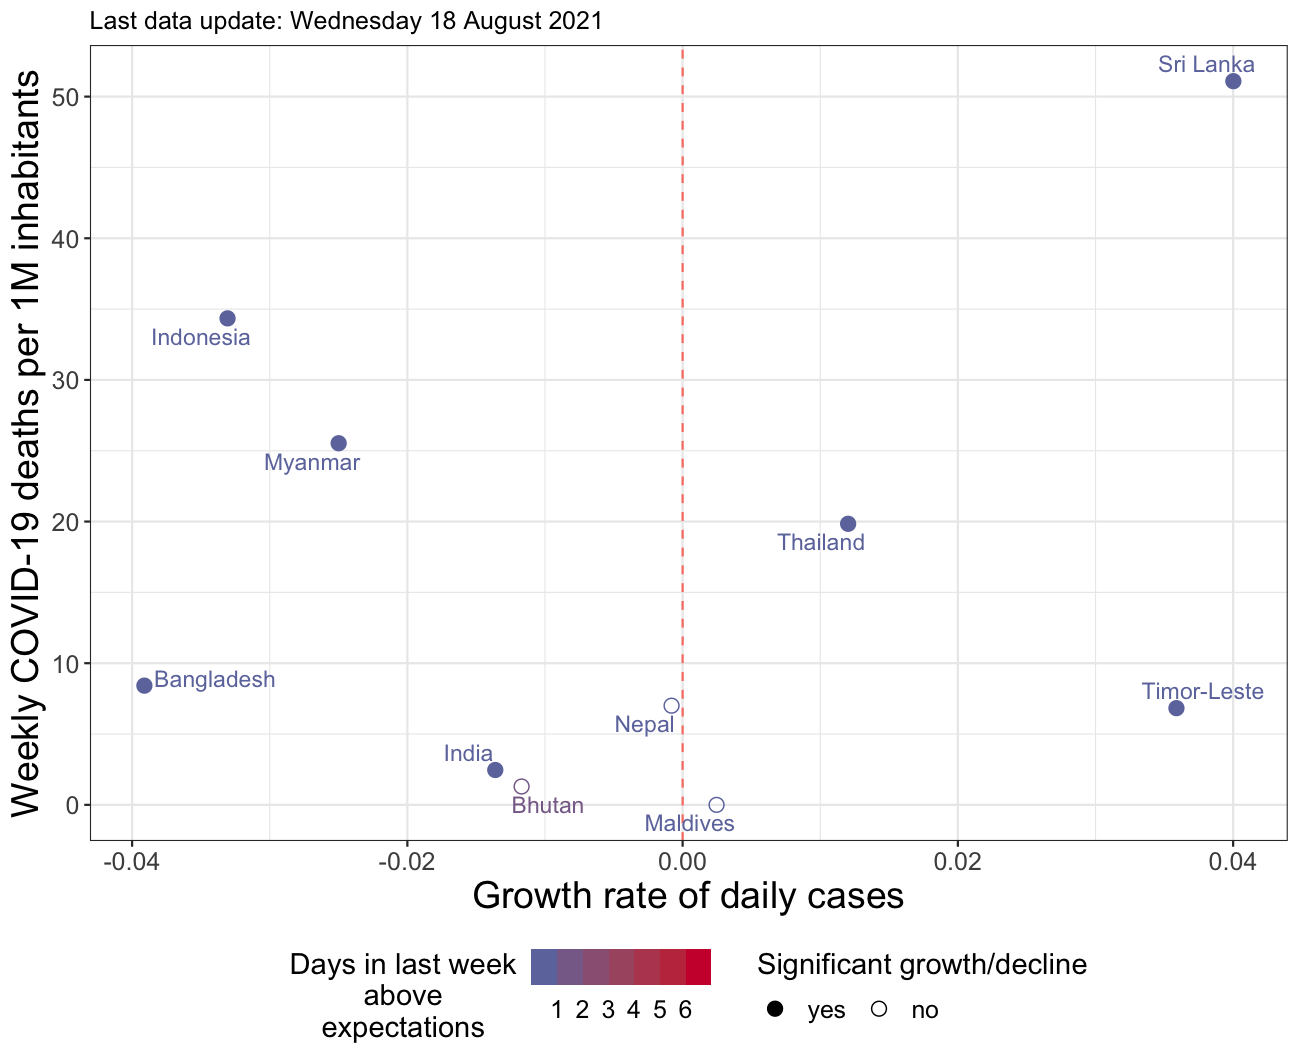 Last data update: Wednesday 18 August 2021
Weekly COVID-19 deaths per 1M inhabitants
50
40
30
20
10
0
Sri Lanka
Indonesia
Myanmar
Thailand
Bangladesh
Timor-Leste
Nepal
India
Bhutan
Maldives
-0.04
-0.02
0.00
0.02
0.04
Growth rate of daily cases
Days in last week
above
expectations
1 2 3 4 5 6
Significant growth/decline
yes no